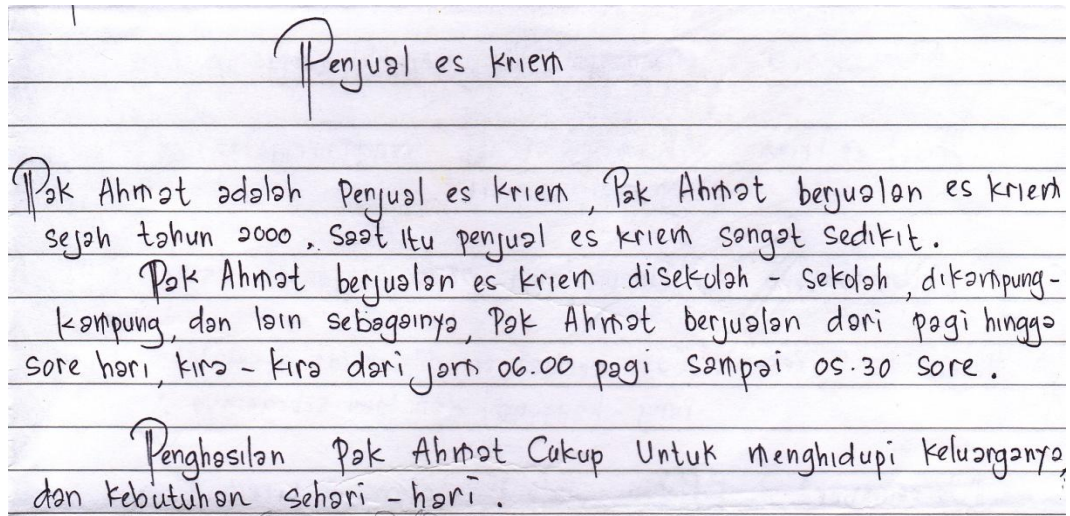 Penjual es kriem
Pak Ahmat adalah Penjual es kriem, Pak Ahmat berjualan es kriem
sejah tahun 2000, Saat itu penjual es kriem sangat sedikit.
Pak Ahmat berjualan es kriem disekolah - sekolah, dikampung-
kampung, dan lain sebagainya, Pak Ahmat berjualan dari pagi hingga
sore hari, kira - kira dari jam 06.00 pagi sampai 05.30 sore.
Penghasilan Pak Ahmat Cukup Untuk menghidupi keluarganya,
dan kebutuhan sehari - hari.